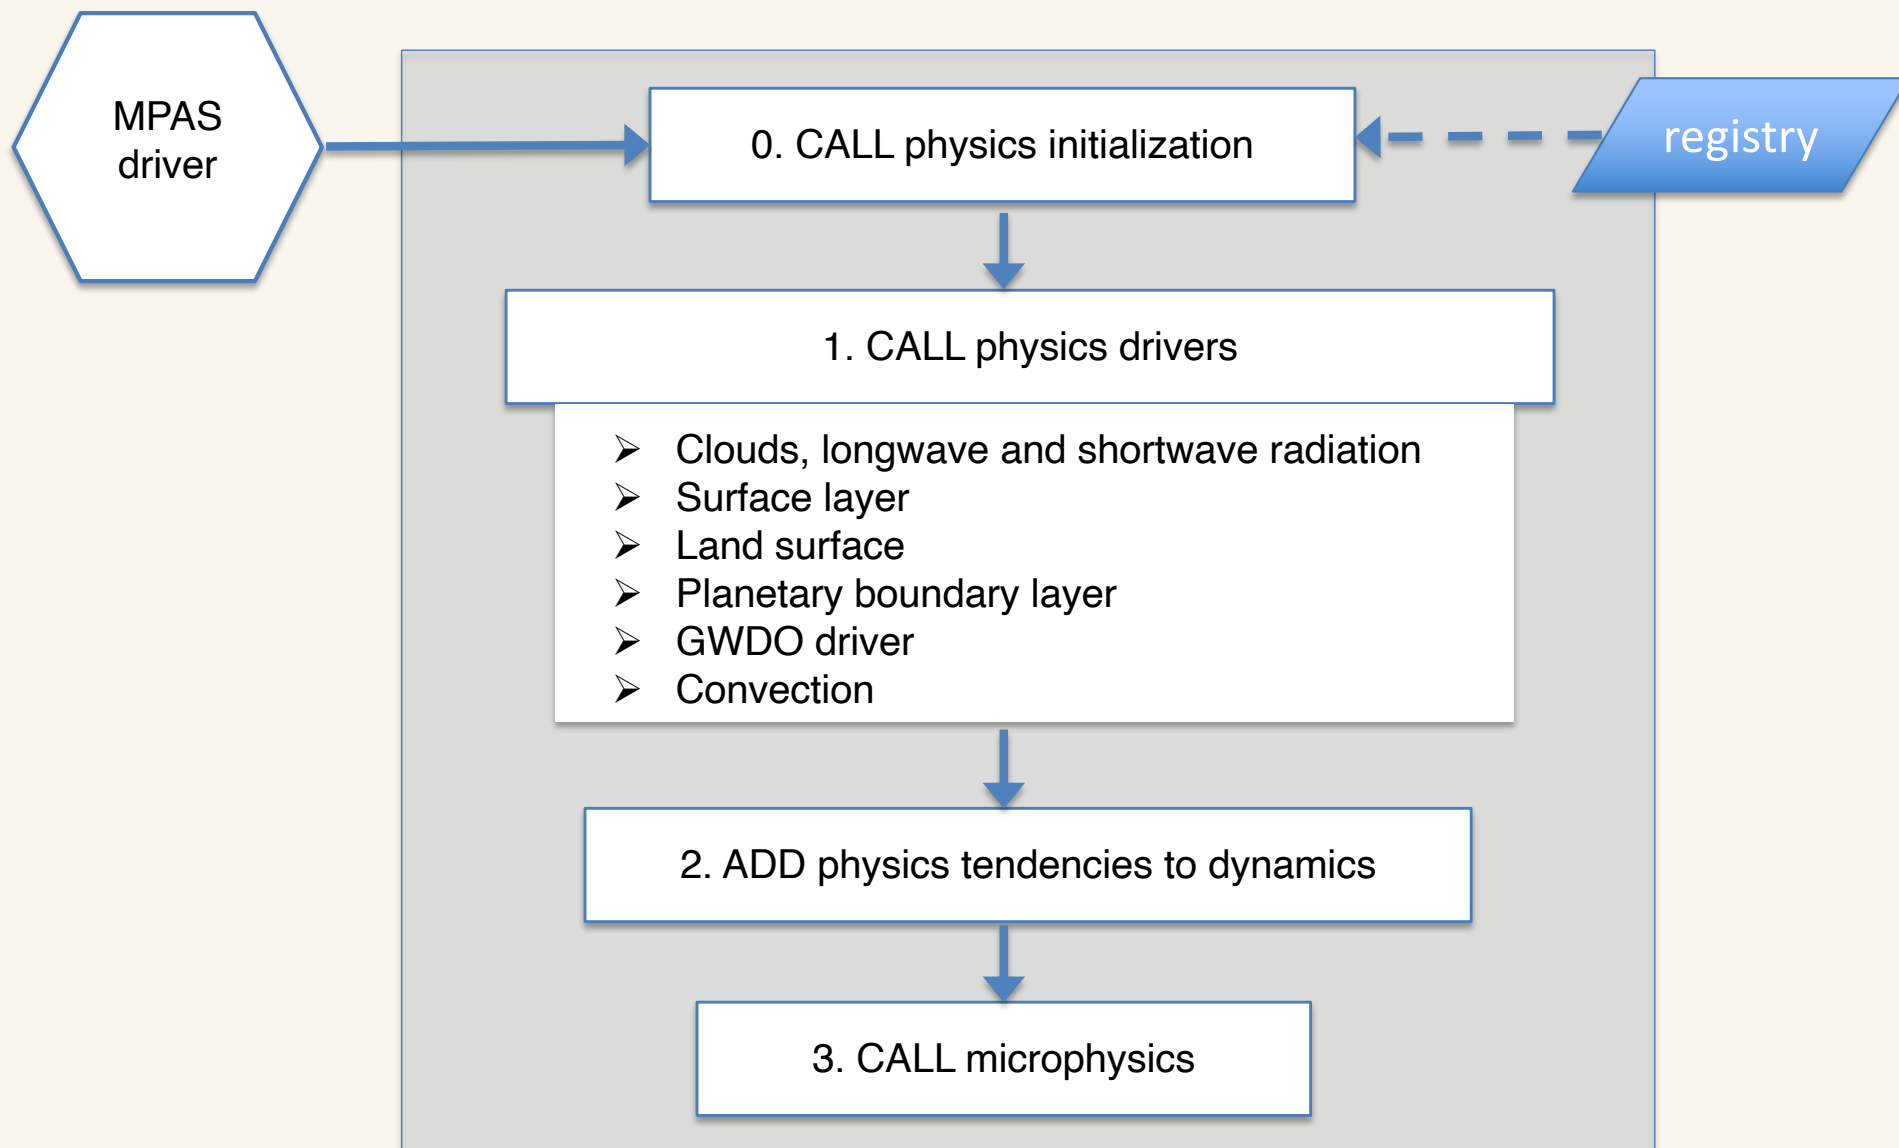 MPAS
driver
0. CALL physics initialization
registry
1. CALL physics drivers
➢ Clouds, longwave and shortwave radiation
➢ Surface layer
➢ Land surface
➢ Planetary boundary layer
➢ GWDO driver
➢ Convection
2. ADD physics tendencies to dynamics
3. CALL microphysics